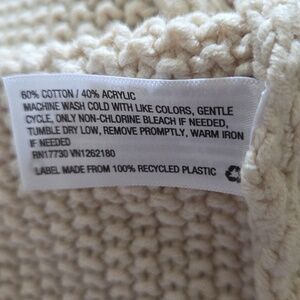 60% COTTON / 40% ACRYLIC
MACHINE WASH COLD WITH LIKE COLORS, GENTLE
CYCLE, ONLY NON-CHLORINE BLEACH IF NEEDED,
TUMBLE DRY LOW, REMOVE PROMPTLY, WARM IRON
IF NEEDED
RN17730 VN1262180
LABEL MADE FROM 100% RECYCLED PLASTIC